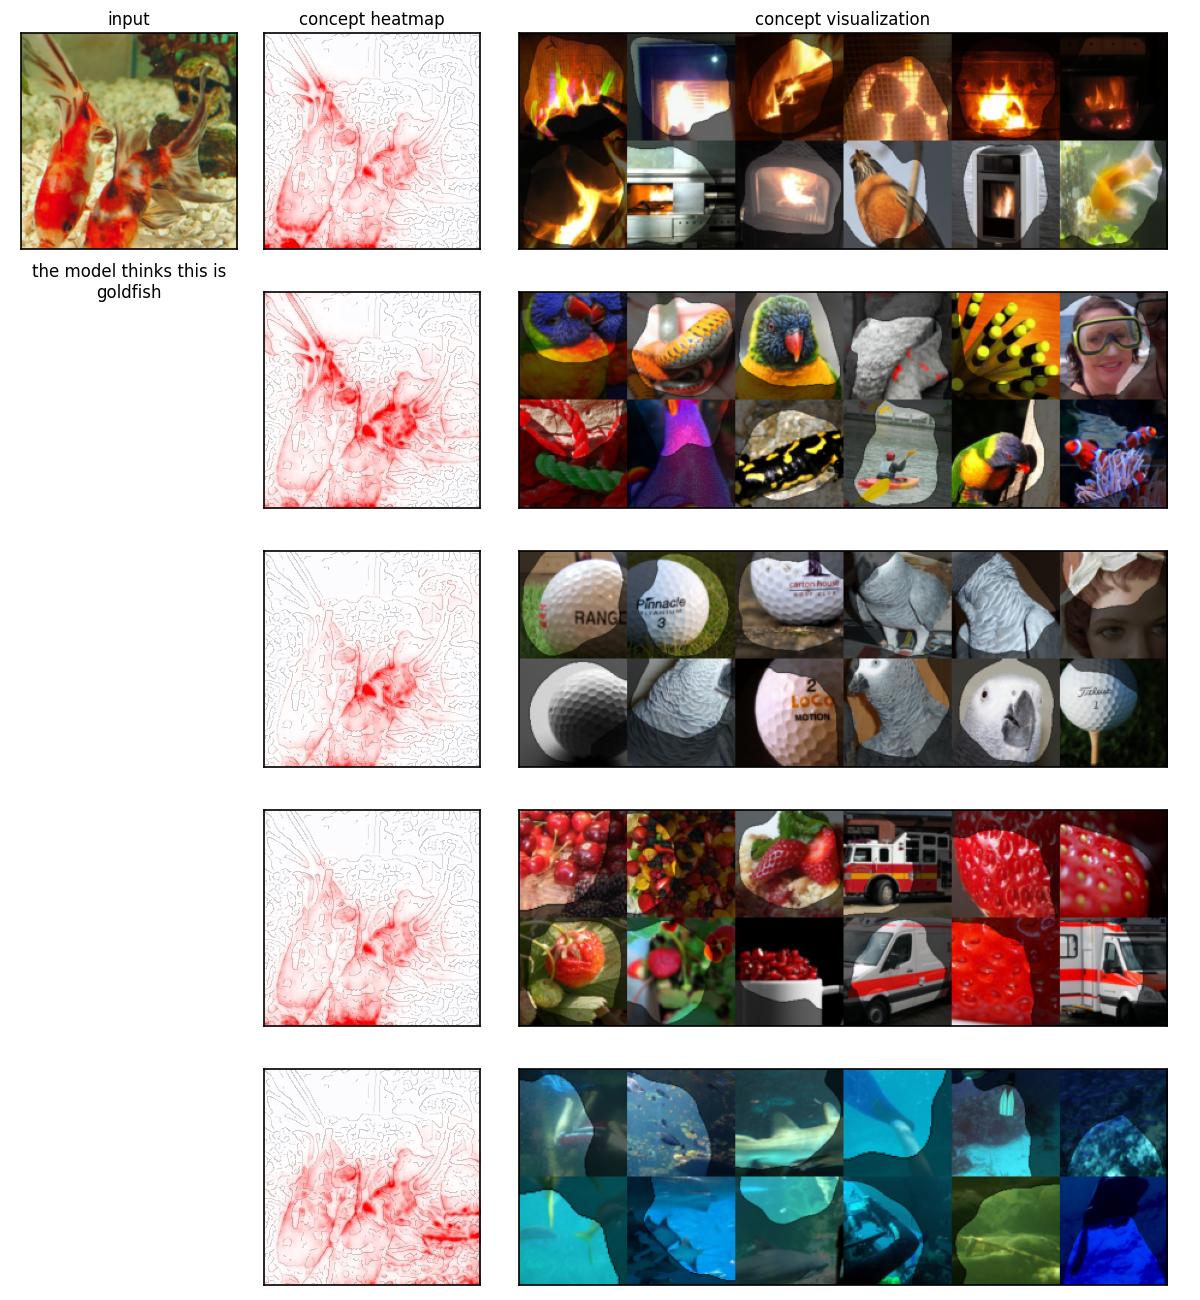 input
concept heatmap
concept visualization
the model thinks this is
goldfish
RANGE
Pinnacle
3
carton house
2
LOCO
MOTION
Titleist
1